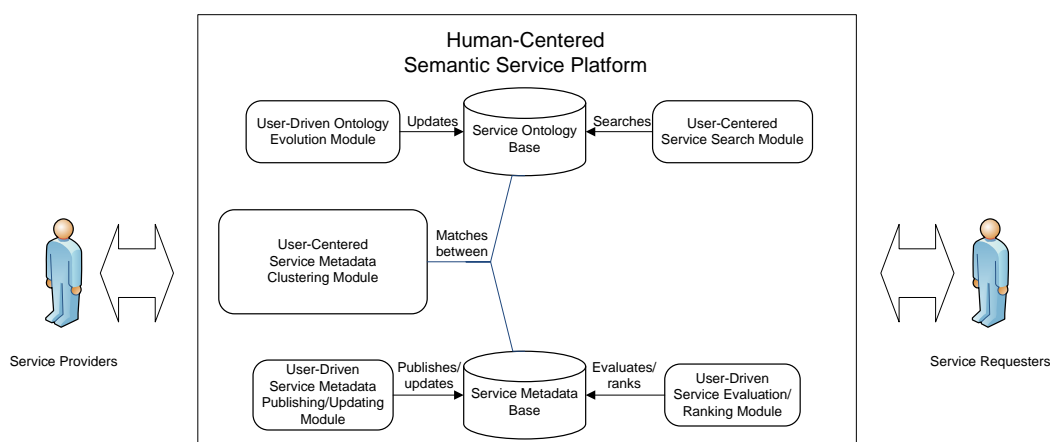 Human-Centered
Semantic Service Platform
User-Driven Ontology
Evolution Module
Updates
Service Ontology
Base
Searches
User-Centered
Service Search Module
User-Centered
Service Metadata
Clustering Module
Matches
between
Service Providers
Service Requesters
User-Driven
Service Metadata
Publishing/Updating
Module
Publishes/
updates
Service Metadata
Base
Evaluates/
ranks
User-Driven
Service Evaluation/
Ranking Module